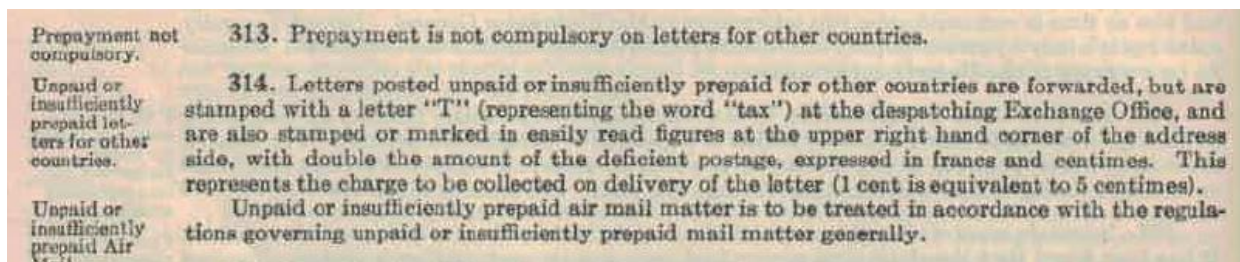 Prepayment not
compulsory.
313. Prepayment is not compulsory on letters for other countries.
Unpaid or
insufficiently
prepaid let-
ters for other
countries.
314. Letters posted unpaid or insufficiently prepaid for other countries are forwarded, but are
stamped with a letter "T" (representing the word "tax") at the despatching Exchange Office, and
are also stamped or marked in easily read figures at the upper right hand corner of the address
side, with double the amount of the deficient postage, expressed in francs and centimes. This
represents the charge to be collected on delivery of the letter (1 cent is equivalent to 5 centimes).
Unpaid or
insufficiently
prepaid Air
Unpaid or insufficiently prepaid air mail matter is to be treated in accordance with the regula-
tions governing unpaid or insufficiently prepaid mail matter generally.